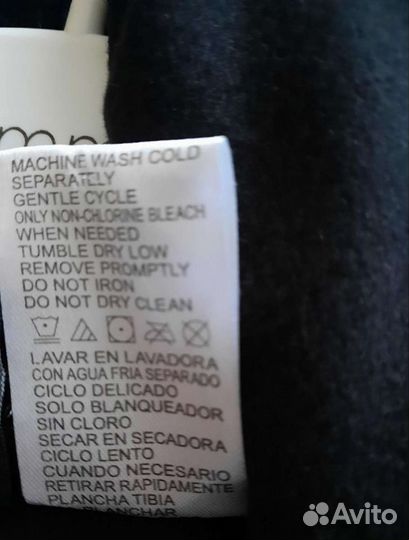 MACHINE WASH COLD
SEPARATELY
GENTLE CYCLE
ONLY NON-CHLORINE BLEACH
WHEN NEEDED
TUMBLE DRY LOW
REMOVE PROMPTLY
DO NOT IRON
DO NOT DRY CLEAN
LAVAR EN LAVADORA
CON AGUA FRIA SEPARADO
CICLO DELICADO
SOLO BLANQUEADOR
SIN CLORO
SECAR EN SECADORA
CICLO LENTO
CUANDO NECESARIO
RETIRAR RAPIDAMENTE
PLANCHA TIBIA
PLANCHAR
Avito